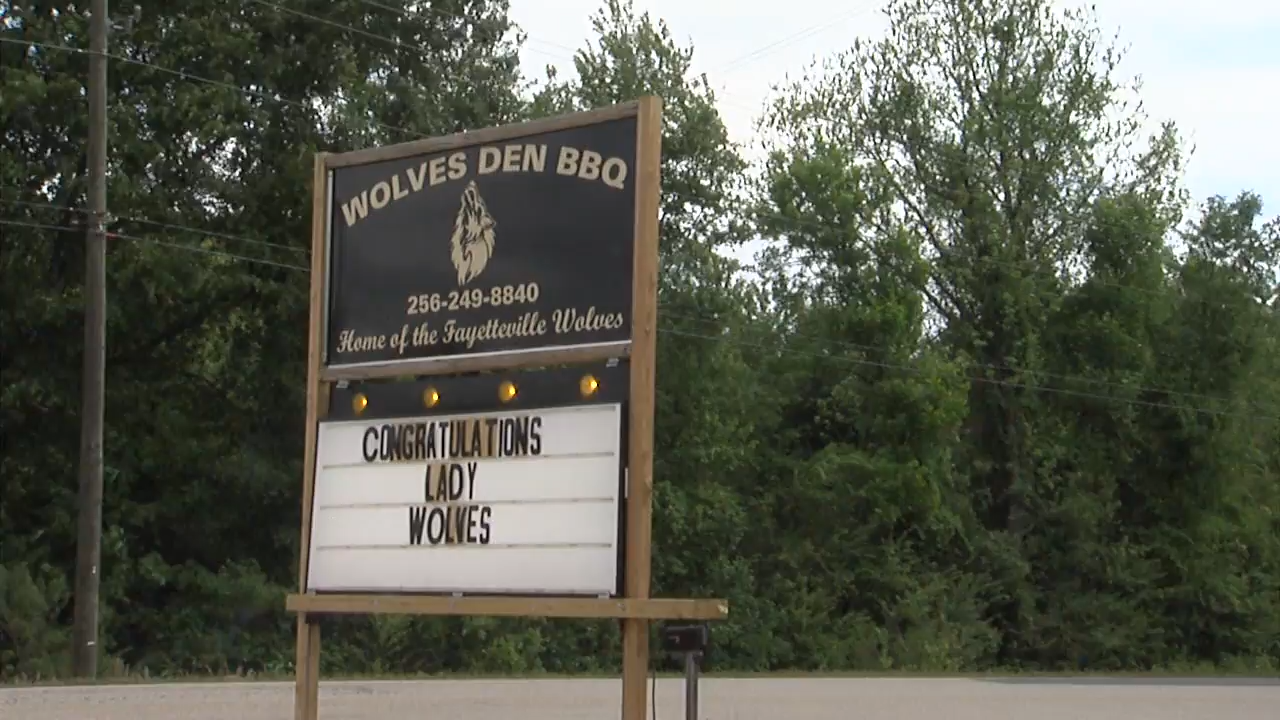 WOLVES DEN BBQ
256-249-8840
Home of the Fayetteville Wolves
CONGRATULATIONS
LADY
WOLVES